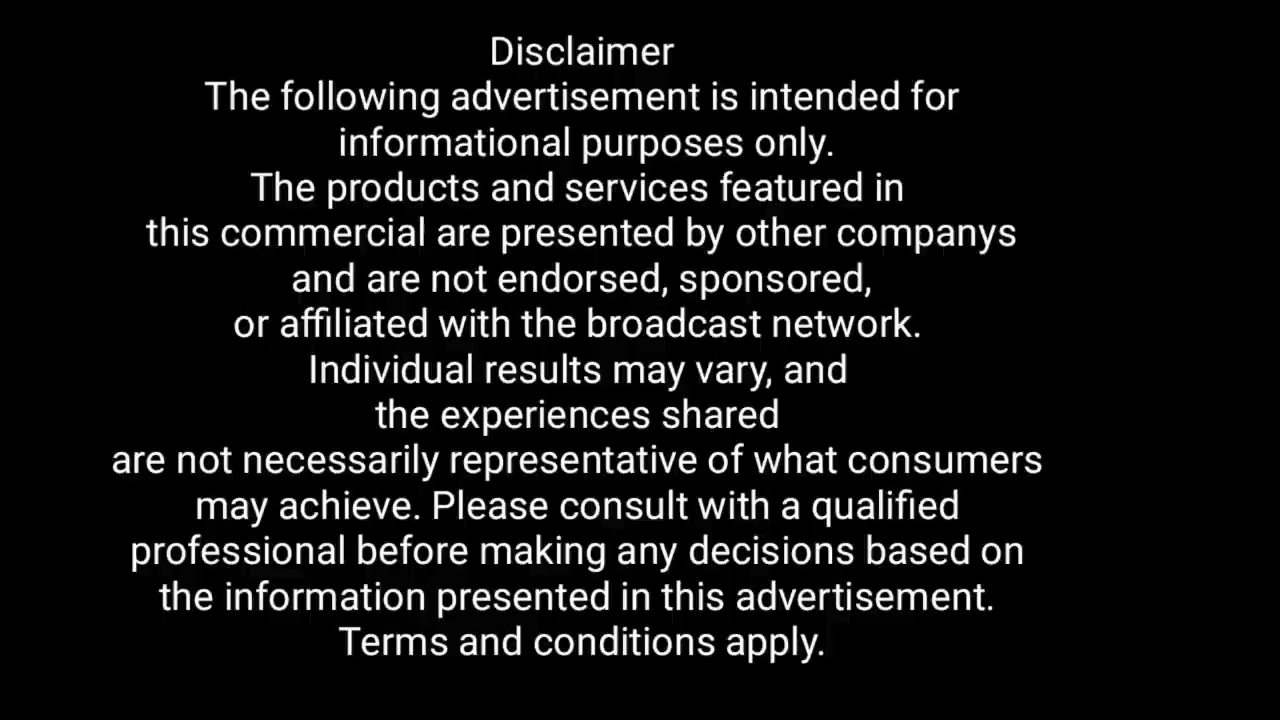 Disclaimer
The following advertisement is intended for
informational purposes only.
The products and services featured in
this commercial are presented by other companys
and are not endorsed, sponsored,
or affiliated with the broadcast network.
Individual results may vary, and
the experiences shared
are not necessarily representative of what consumers
may achieve. Please consult with a qualified
professional before making any decisions based on
the information presented in this advertisement.
Terms and conditions apply.